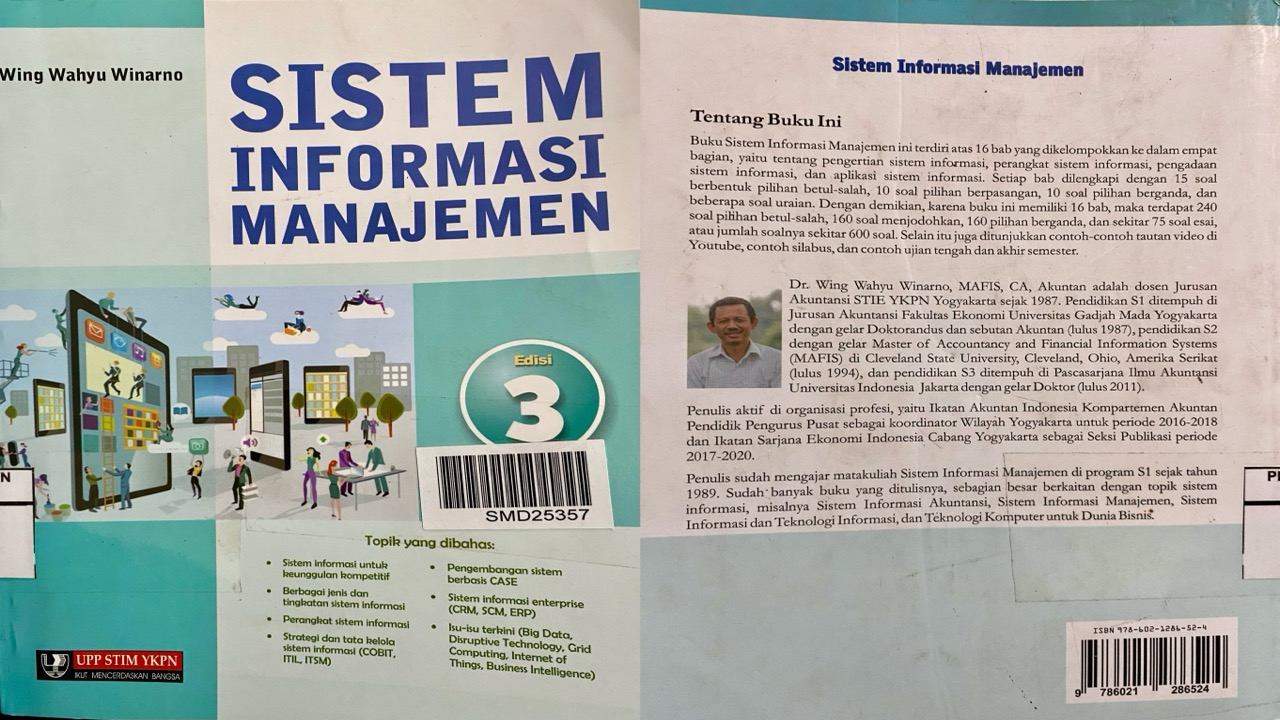 Wing Wahyu Winarno
SISTEM
INFORMASI
MANAJEMEN
Edisi
3
SMD25357
N
Topik yang dibahas:
• Sistem informasi untuk
keunggulan kompetitif
• Berbagai jenis dan
tingkatan sistem informasi
• Perangkat sistem informasi
• Strategi dan tata kelola
sistem informasi (COBIT,
ITIL, ITSM)
• Pengembangan sistem
berbasis CASE
• Sistem informasi enterprise
(CRM, SCM, ERP)
• Isu-isu terkini (Big Data,
Disruptive Technology, Grid
Computing, Internet of
Things, Business Intelligence)
UPP STIM YKPN
IKUT MENCERDASKAN BANGSA
Sistem Informasi Manajemen
Tentang Buku Ini
Buku Sistem Informasi Manajemen ini terdiri atas 16 bab yang dikelompokkan ke dalam empat
bagian, yaitu tentang pengertian sistem informasi, perangkat sistem informasi, pengadaan
sistem informasi, dan aplikasi sistem informasi. Setiap bab dilengkapi dengan 15 soal
berbentuk pilihan betul-salah, 10 soal pilihan berpasangan, 10 soal pilihan berganda, dan
beberapa soal uraian. Dengan demikian, karena buku ini memiliki 16 bab, maka terdapat 240
soal pilihan betul-salah, 160 soal menjodohkan, 160 pilihan berganda, dan sekitar 75 soal esai,
atau jumlah soalnya sekitar 600 soal. Selain itu juga ditunjukkan contoh-contoh tautan video di
Youtube, contoh silabus, dan contoh ujian tengah dan akhir semester.
Dr. Wing Wahyu Winarno, MAFIS, CA, Akuntan adalah dosen Jurusan
Akuntansi STIE YKPN Yogyakarta sejak 1987. Pendidikan S1 ditempuh di
Jurusan Akuntansi Fakultas Ekonomi Universitas Gadjah Mada Yogyakarta
dengan gelar Doktorandus dan sebutan Akuntan (lulus 1987), pendidikan S2
dengan gelar Master of Accountancy and Financial Information Systems
(MAFIS) di Cleveland State University, Cleveland, Ohio, Amerika Serikat
(lulus 1994), dan pendidikan S3 ditempuh di Pascasarjana Ilmu Akuntansi
Universitas Indonesia Jakarta dengan gelar Doktor (lulus 2011).
Penulis aktif di organisasi profesi, yaitu Ikatan Akuntan Indonesia Kompartemen Akuntan
Pendidik Pengurus Pusat sebagai koordinator Wilayah Yogyakarta untuk periode 2016-2018
dan Ikatan Sarjana Ekonomi Indonesia Cabang Yogyakarta sebagai Seksi Publikasi periode
2017-2020.
Penulis sudah mengajar matakuliah Sistem Informasi Manajemen di program S1 sejak tahun
1989. Sudah banyak buku yang ditulisnya, sebagian besar berkaitan dengan topik sistem
informasi, misalnya Sistem Informasi Akuntansi, Sistem Informasi Manajemen, Sistem
Informasi dan Teknologi Informasi, dan Teknologi Komputer untuk Dunia Bisnis.
ISBN 978-602-1286-52-4
9 786021 286524